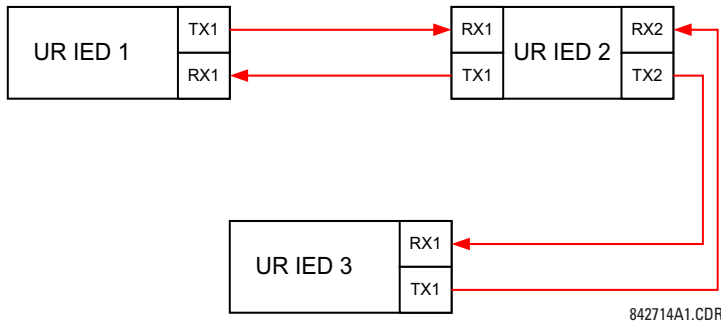 UR IED 1
TX1
RX1
RX1
TX1
UR IED 2
RX2
TX2
UR IED 3
RX1
TX1
842714A1.CDR